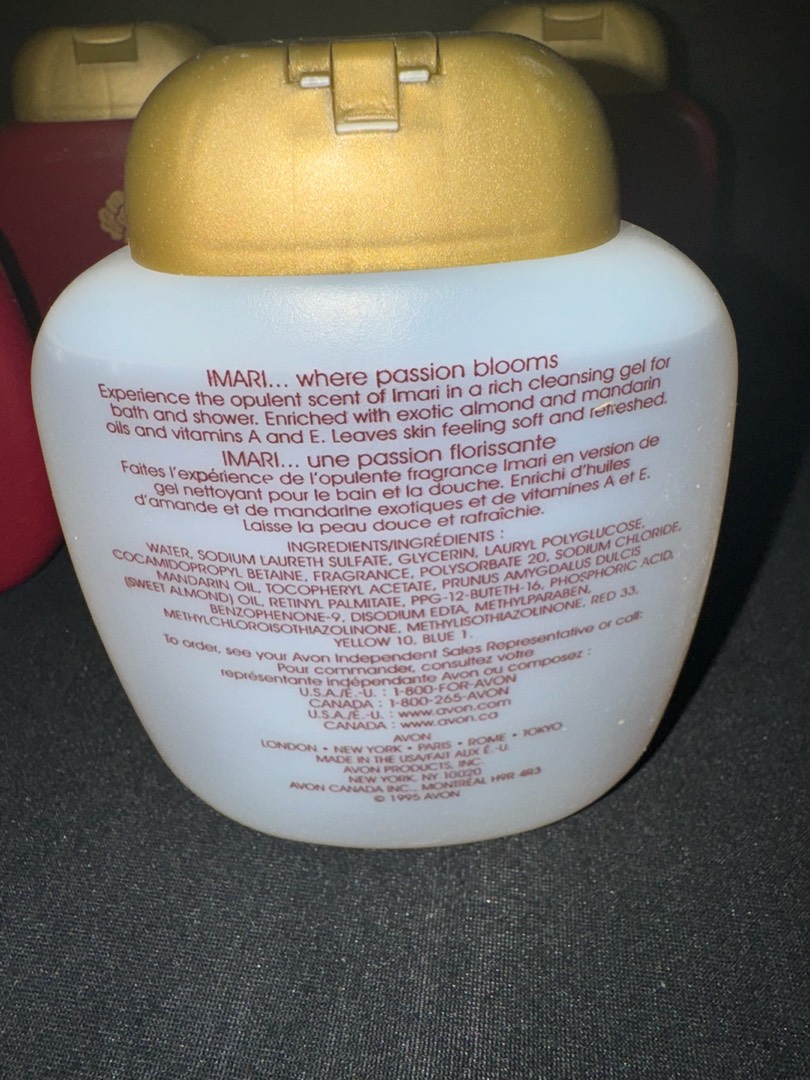 IMARI... where passion blooms
Experience the opulent scent of Imari in a rich cleansing gel for
bath and shower. Enriched with exotic almond and mandarin
oils and vitamins A and E. Leaves skin feeling soft and refreshed.
IMARI... une passion florissante
Faites l'expérience de l'opulente fragrance Imari en version de
gel nettoyant pour le bain et la douche. Enrichi d'huiles
d'amande et de mandarine exotiques et de vitamines A et E.
Laisse la peau douce et rafraîchie.
INGREDIENTS/INGRÉDIENTS :
WATER, SODIUM LAURETH SULFATE, GLYCERIN, LAURYL POLYGLUCOSE,
COCAMIDOPROPYL BETAINE, FRAGRANCE, POLYSORBATE 20, SODIUM CHLORIDE,
MANDARIN OIL, TOCOPHERYL ACETATE, PRUNUS AMYGDALUS DULCIS
(SWEET ALMOND) OIL, RETINYL PALMITATE, PPG-12-BUTETH-16, PHOSPHORIC ACID,
BENZOPHENONE-9, DISODIUM EDTA, METHYLPARABEN,
METHYLCHLOROISOTHIAZOLINONE, METHYLISOTHIAZOLINONE, RED 33,
YELLOW 10, BLUE 1.
To order, see your Avon Independent Sales Representative or call:
Pour commander, consultez votre
représentante indépendante Avon ou composez :
U.S.A./É.-U. : 1-800-FOR-AVON
CANADA : 1-800-265-AVON
U.S.A./É.-U. : www.avon.com
CANADA : www.avon.ca
AVON
LONDON • NEW YORK • PARIS • ROME • TOKYO
MADE IN THE USA/FAIT AUX É.-U.
AVON PRODUCTS, INC.
NEW YORK, NY 10020
AVON CANADA INC., MONTRÉAL H9R 4R3
© 1995 AVON